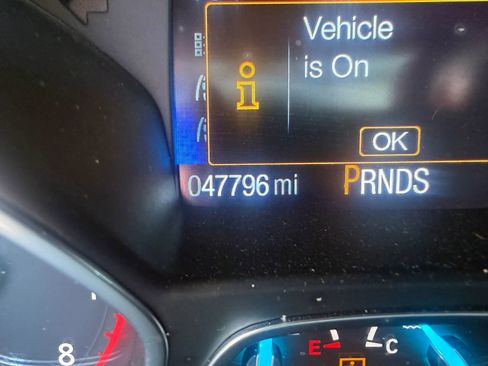 Vehicle
is On
i
OK
047796 mi PRNDS
8
E C